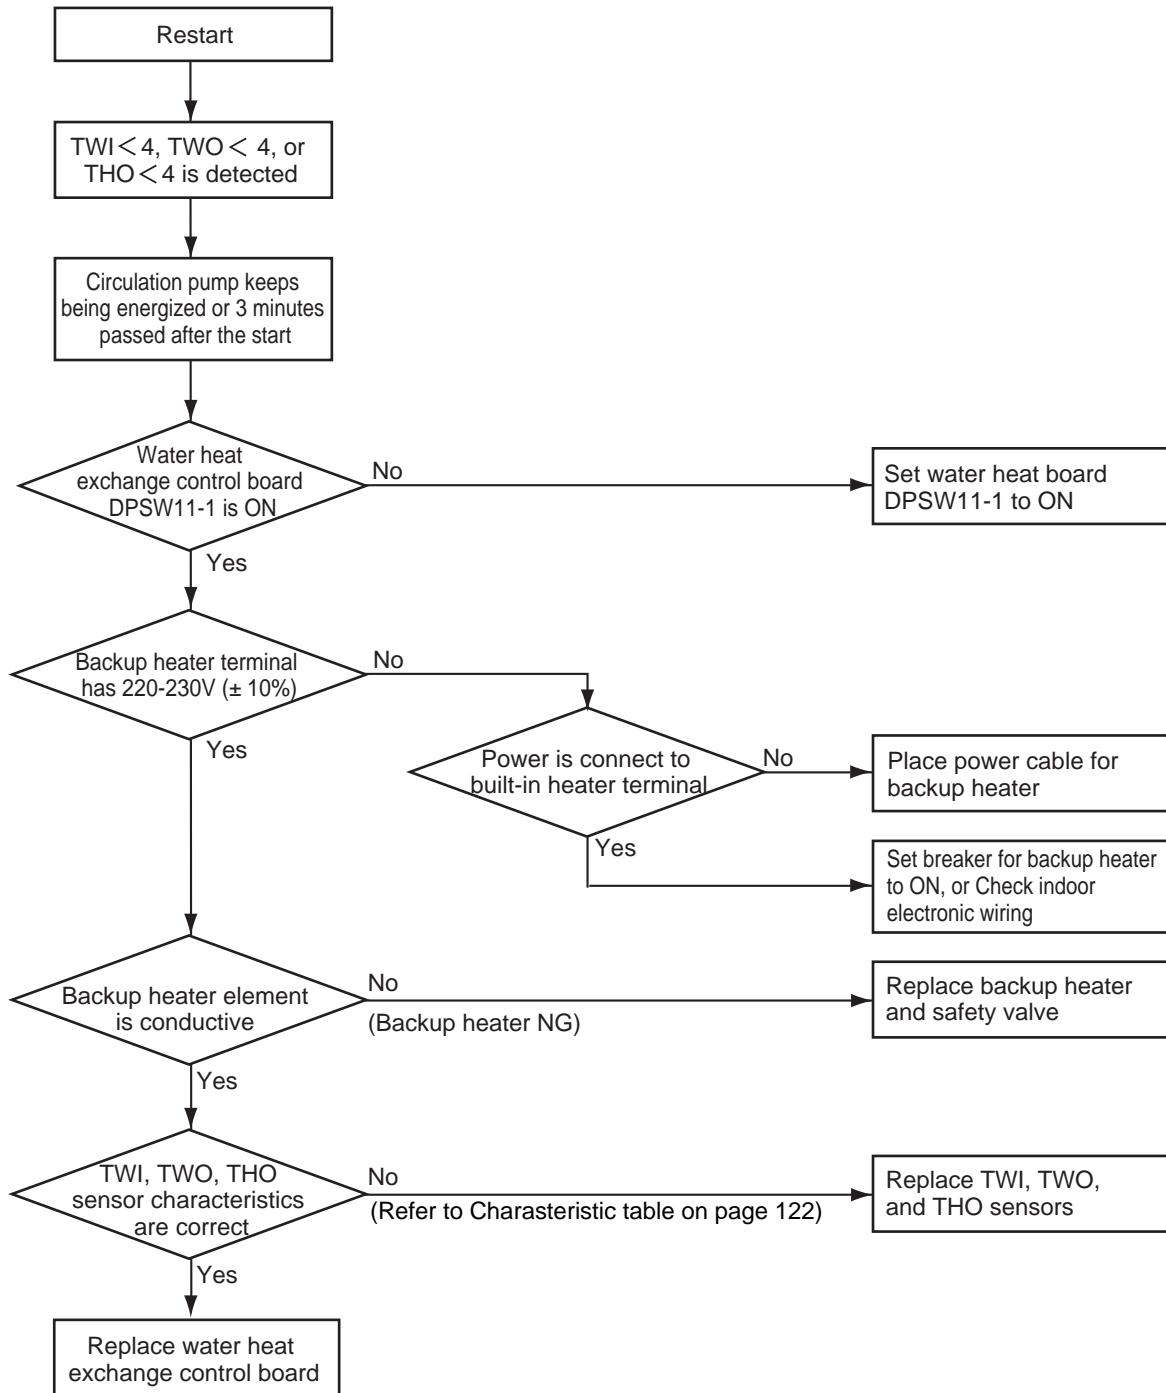 Restart
TWI<4, TWO< 4, or
THO<4 is detected
Circulation pump keeps
being energized or 3 minutes
passed after the start
Water heat
exchange control board
DPSW11-1 is ON
No
Set water heat board
DPSW11-1 to ON
Yes
Backup heater terminal
has 220-230V (± 10%)
No
Yes
Power is connect to
built-in heater terminal
No
Place power cable for
backup heater
Yes
Set breaker for backup heater
to ON, or Check indoor
electronic wiring
Backup heater element
is conductive
No
(Backup heater NG)
Replace backup heater
and safety valve
Yes
TWI, TWO, THO
sensor characteristics
are correct
No
(Refer to Charasteristic table on page 122)
Replace TWI, TWO,
and THO sensors
Yes
Replace water heat
exchange control board